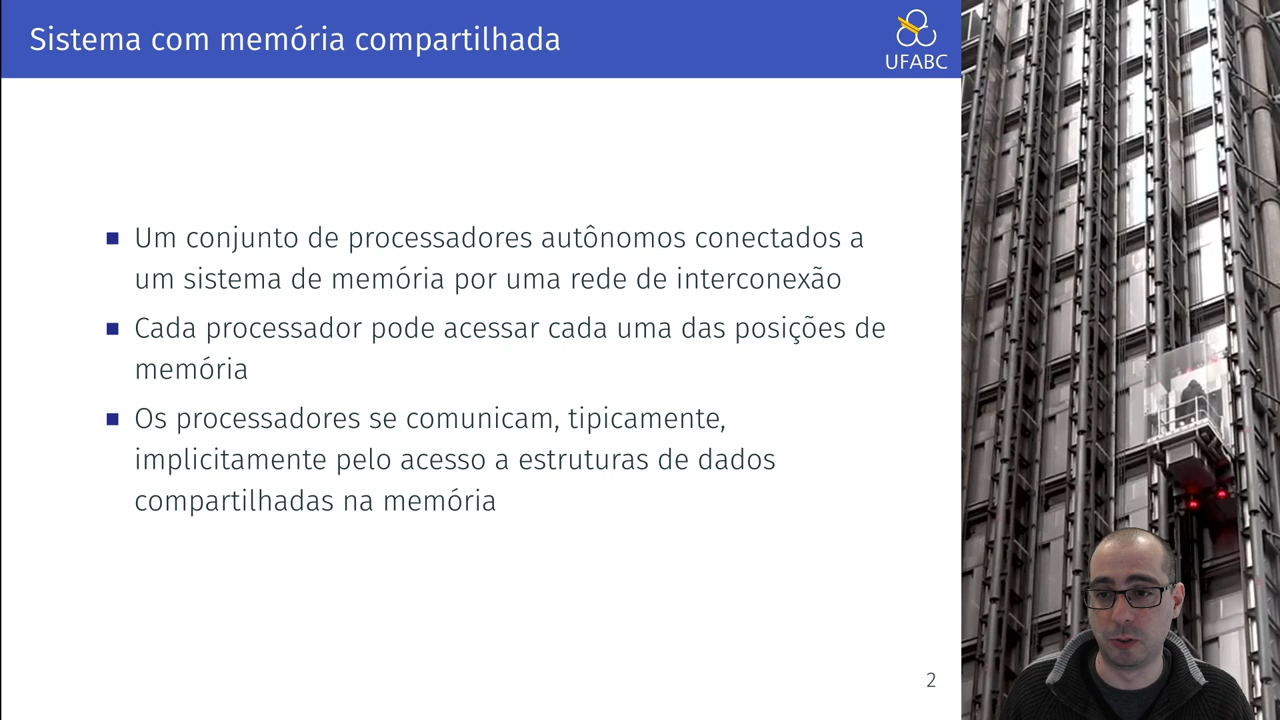 Sistema com memória compartilhada
UFABC
Um conjunto de processadores autônomos conectados a
um sistema de memória por uma rede de interconexão
Cada processador pode acessar cada uma das posições de
memória
Os processadores se comunicam, tipicamente,
implicitamente pelo acesso a estruturas de dados
compartilhadas na memória
2